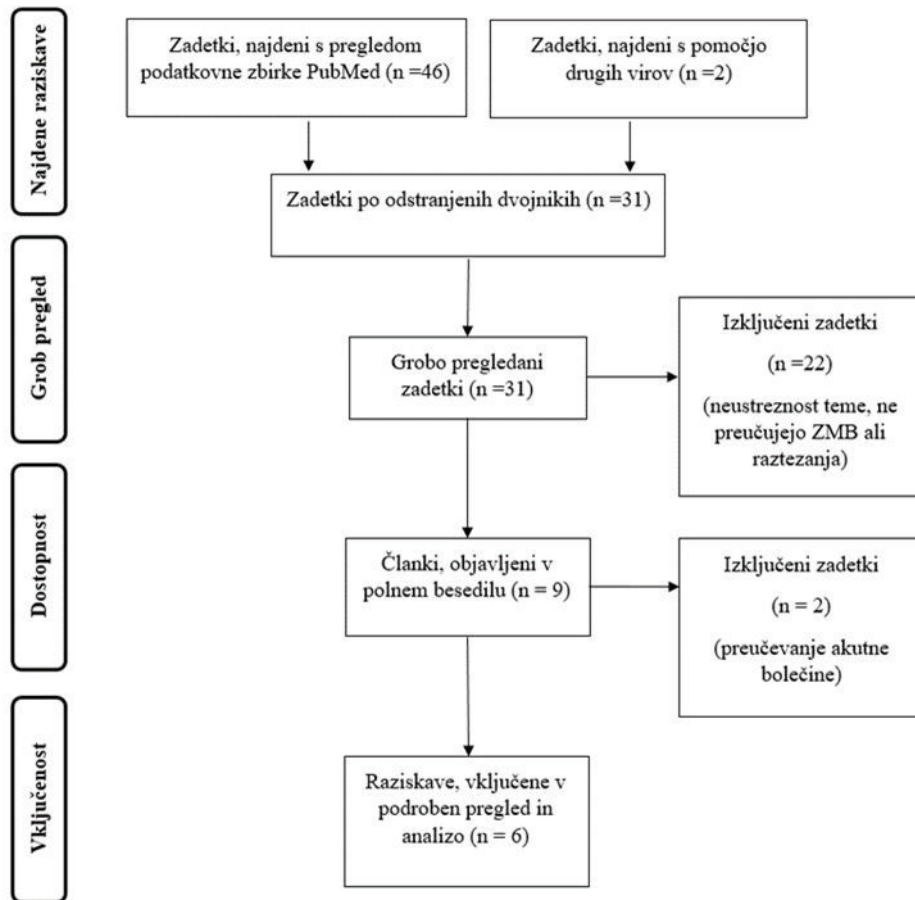 Najdene raziskave
Zadetki, najdeni s pregledom
podatkovne zbirke PubMed (n =46)
Zadetki, najdeni s pomočjo
drugih virov (n =2)
Zadetki po odstranjenih dvojnikih (n =31)
Grob pregled
Grobo pregledani
zadetki (n =31)
Izključeni zadetki
(n =22)
(neustreznost teme, ne
preučujejo ZMB ali
raztezanja)
Dostopnost
Članki, objavljeni v
polnem besedilu (n = 9)
Izključeni zadetki
(n = 2)
(preučevanje akutne
bolečine)
Vključenost
Raziskave, vključene v
podroben pregled in
analizo (n = 6)